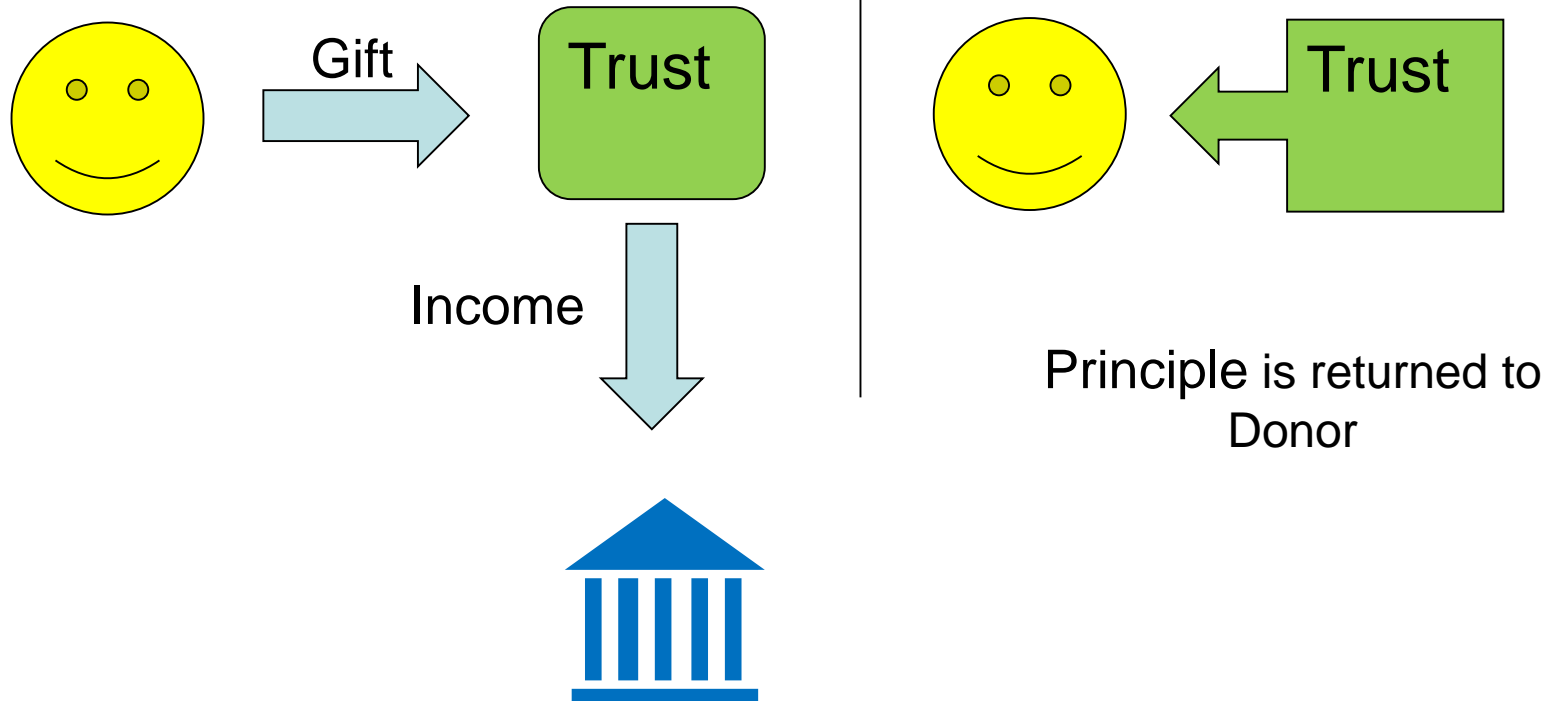 Gift
Trust
Income
Trust
Principle is returned to
Donor